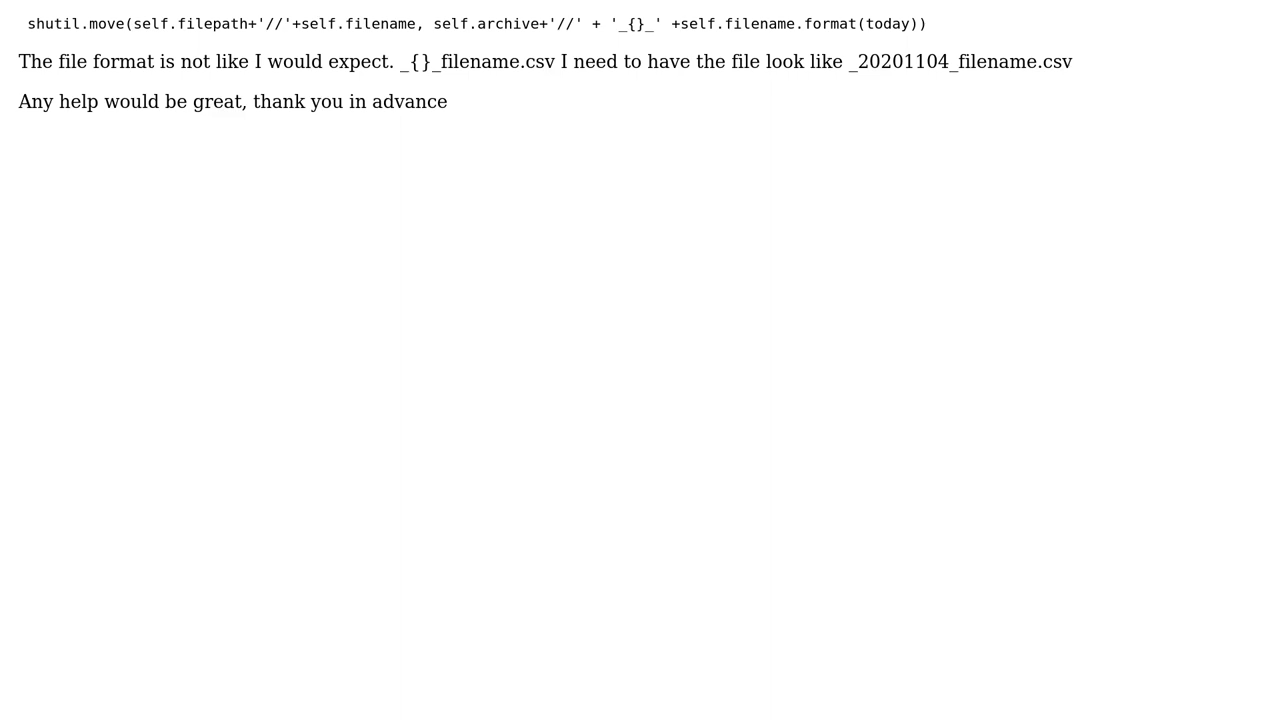 shutil.move(self.filepath+'//'+self.filename, self.archive+'//' + '_{}_' +self.filename.format(today))
The file format is not like I would expect. _{}_filename.csv I need to have the file look like _20201104_filename.csv
Any help would be great, thank you in advance